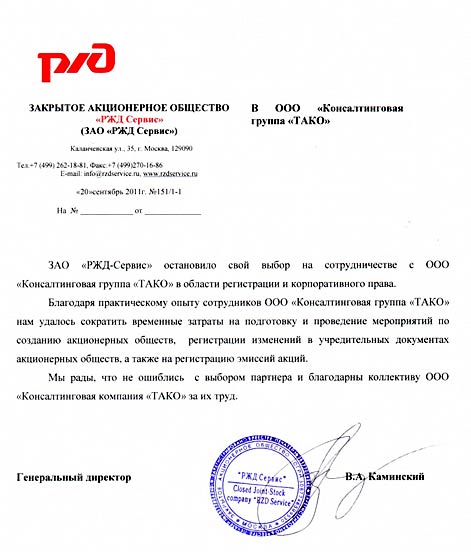 ржд
ЗАКРЫТОЕ АКЦИОНЕРНОЕ ОБЩЕСТВО
«РЖД Сервис»
(ЗАО «РЖД Сервис»)
Каланчевская ул., 35, г. Москва, 129090
Тел.+7 (499) 262-18-81, Факс.+7 (499)270-16-86
E-mail: info@rzdservice.ru, www.rzdservice.ru
«20»сентябрь 2011г. №151/1-1
На № ______________ от ______________
В ООО «Консалтинговая
группа «ТАКО»
ЗАО «РЖД-Сервис» остановило свой выбор на сотрудничестве с ООО
«Консалтинговая группа «ТАКО» в области регистрации и корпоративного права.
Благодаря практическому опыту сотрудников ООО «Консалтинговая группа «ТАКО»
нам удалось сократить временные затраты на подготовку и проведение мероприятий по
созданию акционерных обществ, регистрации изменений в учредительных документах
акционерных обществ, а также на регистрацию эмиссий акций.
Мы рады, что не ошиблись с выбором партнера и благодарны коллективу ООО
«Консалтинговая компания «ТАКО» за их труд.
Генеральный директор
"РЖД Сервис"
Closed Joint-Stock
company "RZD Service"
МОСКВА
В.А. Каминский